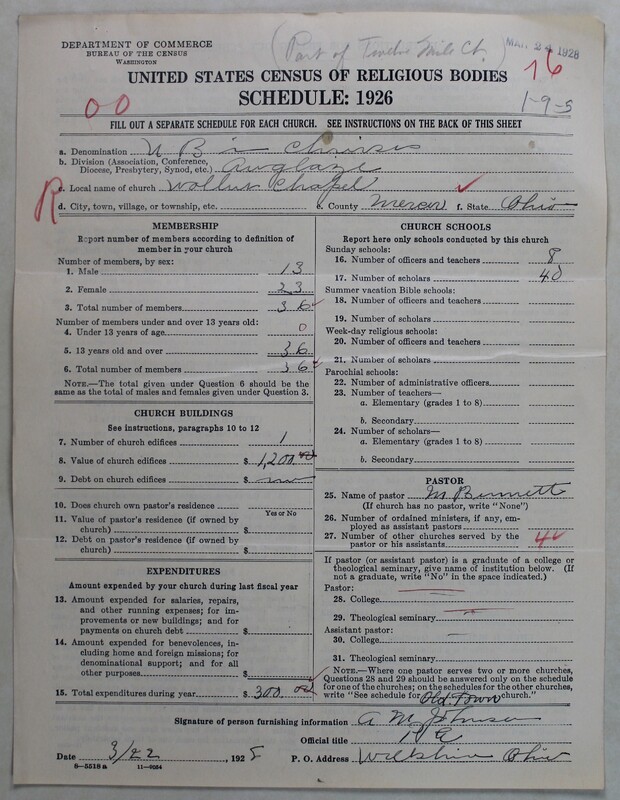 DEPARTMENT OF COMMERCE
BUREAU OF THE CENSUS
WASHINGTON
(Part of Twelve Mile Ct.)
MAR 24 1928
16
UNITED STATES CENSUS OF RELIGIOUS BODIES
SCHEDULE: 1926
00
1-9-5
FILL OUT A SEPARATE SCHEDULE FOR EACH CHURCH. SEE INSTRUCTIONS ON THE BACK OF THIS SHEET
a. Denomination U B in Christ
b. Division (Association, Conference,
Diocese, Presbytery, Synod, etc.) Auglaze
c. Local name of church Wollut Chapel
R
d. City, town, village, or township, etc. e. County Mercer f. State Ohio
MEMBERSHIP
Report number of members according to definition of
member in your church
Number of members, by sex:
1. Male 13
2. Female 23
3. Total number of members 36
Number of members under and over 13 years old:
4. Under 13 years of age 0
5. 13 years old and over 36
6. Total number of members 36
NOTE.—The total given under Question 6 should be
the same as the total of males and females given under Question 3.
CHURCH BUILDINGS
See instructions, paragraphs 10 to 12
7. Number of church edifices 1
8. Value of church edifices $ 1,200.00
9. Debt on church edifices $
10. Does church own pastor's residence
Yes or No
11. Value of pastor's residence (if owned by
church) $
12. Debt on pastor's residence (if owned by
church) $
EXPENDITURES
Amount expended by your church during last fiscal year
13. Amount expended for salaries, repairs,
and other running expenses; for im-
provements or new buildings; and for
payments on church debt $
14. Amount expended for benevolences, in-
cluding home and foreign missions; for
denominational support; and for all
other purposes $
15. Total expenditures during year $ 300.00
CHURCH SCHOOLS
Report here only schools conducted by this church
Sunday schools:
16. Number of officers and teachers 8
17. Number of scholars 40
Summer vacation Bible schools:
18. Number of officers and teachers
19. Number of scholars
Week-day religious schools:
20. Number of officers and teachers
21. Number of scholars
Parochial schools:
22. Number of administrative officers
23. Number of teachers—
a. Elementary (grades 1 to 8)
b. Secondary
24. Number of scholars—
a. Elementary (grades 1 to 8)
b. Secondary
PASTOR
25. Name of pastor M. Bennett
(If church has no pastor, write "None")
26. Number of ordained ministers, if any, em-
ployed as assistant pastors
27. Number of other churches served by the
pastor or his assistants
If pastor (or assistant pastor) is a graduate of a college or
theological seminary, give name of institution below. (If
not a graduate, write "No" in the space indicated.)
Pastor:
28. College
29. Theological seminary
Assistant pastor:
30. College
31. Theological seminary
NOTE.—Where one pastor serves two or more churches,
Questions 28 and 29 should be answered only on the schedule
for one of the churches; on the schedules for the other churches,
write "See schedule for Old Town church."
Signature of person furnishing information A M Johnson
Official title P E
Date 3/22, 1928 P. O. Address Willshire Ohio
8—5518 a 11—9034